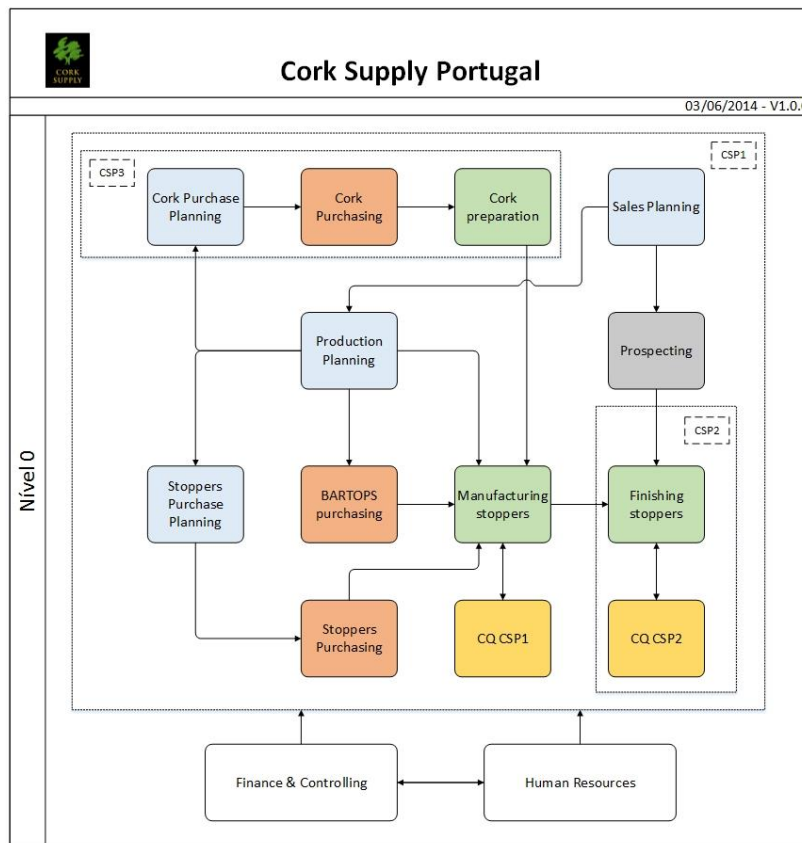 CORK
SUPPLY
Cork Supply Portugal
03/06/2014 - V1.0.
Nível 0
CSP1
CSP3
Cork Purchase
Planning
Cork
Purchasing
Cork
preparation
Sales Planning
Production
Planning
Prospecting
CSP2
Stoppers
Purchase
Planning
BARTOPS
purchasing
Manufacturing
stoppers
Finishing
stoppers
Stoppers
Purchasing
CQ CSP1
CQ CSP2
Finance & Controlling
Human Resources